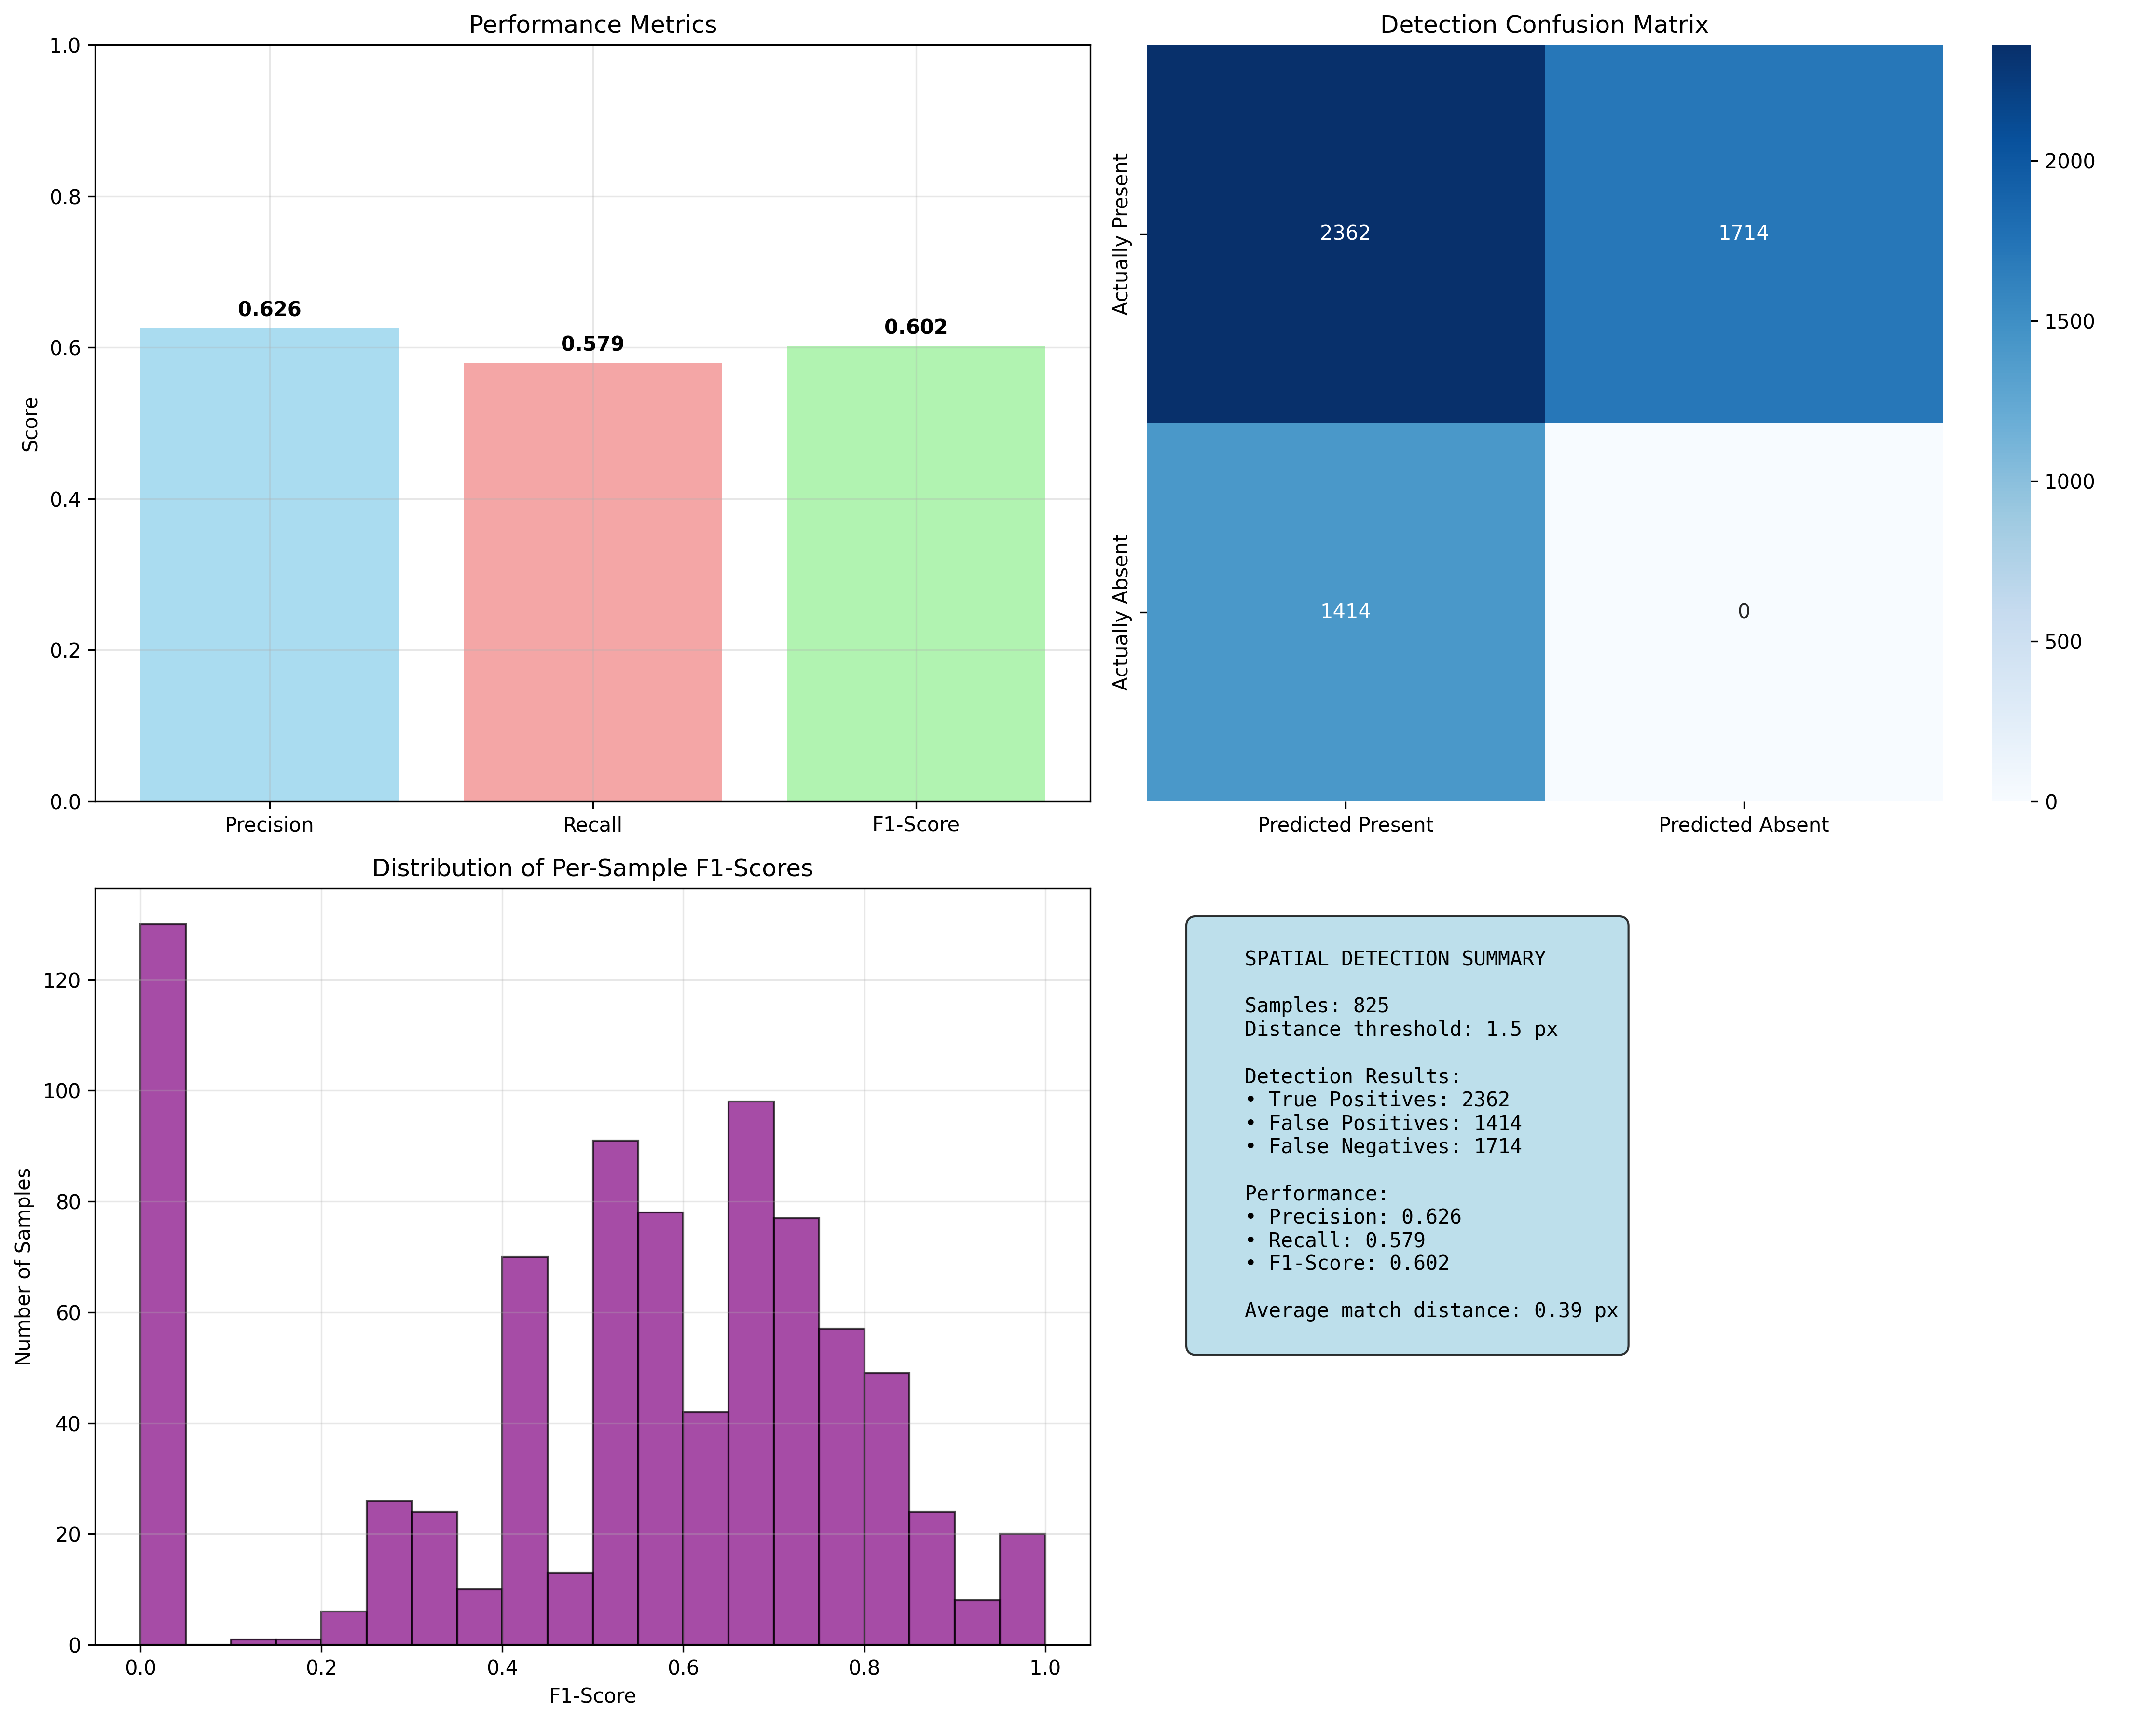 Performance Metrics
1.0
0.8
0.6
0.4
0.2
0.0
Score
0.626
0.579
0.602
Precision
Recall
F1-Score
Detection Confusion Matrix
Actually Present
Actually Absent
2362
1714
1414
0
Predicted Present
Predicted Absent
2000
1500
1000
500
0
Distribution of Per-Sample F1-Scores
Number of Samples
120
100
80
60
40
20
0
0.0
0.2
0.4
0.6
0.8
1.0
F1-Score
SPATIAL DETECTION SUMMARY
Samples: 825
Distance threshold: 1.5 px
Detection Results:
• True Positives: 2362
• False Positives: 1414
• False Negatives: 1714
Performance:
• Precision: 0.626
• Recall: 0.579
• F1-Score: 0.602
Average match distance: 0.39 px